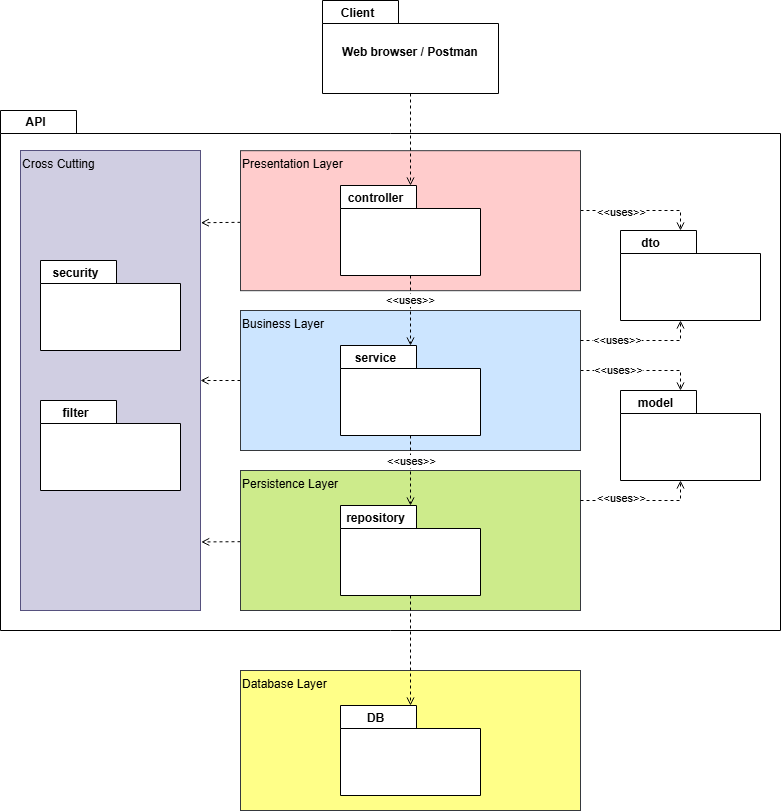 Client
Web browser / Postman
API
Cross Cutting
Presentation Layer
controller
<<uses>>
dto
security
<<uses>>
Business Layer
<<uses>>
service
<<uses>>
model
filter
<<uses>>
Persistence Layer
<<uses>>
repository
Database Layer
DB